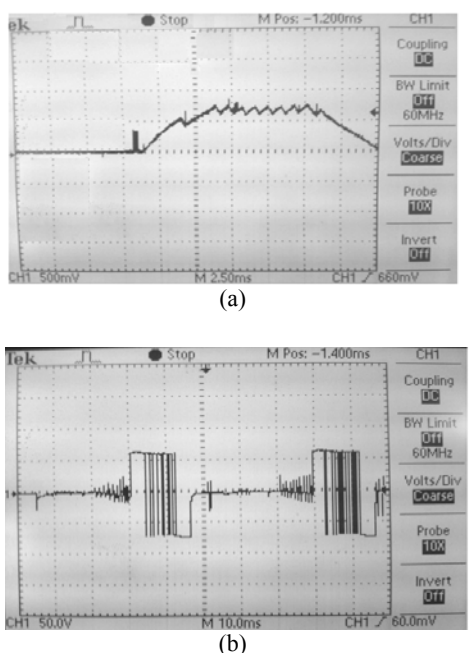 ek Stop M Pos: -1.200ms CH1
Coupling
DC
BW Limit
Off
60MHz
Volts/Div
Coarse
Probe
10X
Invert
Off
CH1 500mV M 2.50ms CH1 660mV
(a)
Tek Stop M Pos: -1.400ms CH1
Coupling
DC
BW Limit
Off
60MHz
Volts/Div
Coarse
Probe
10X
Invert
Off
CH1 50.0V M 10.0ms CH1 60.0mV
(b)